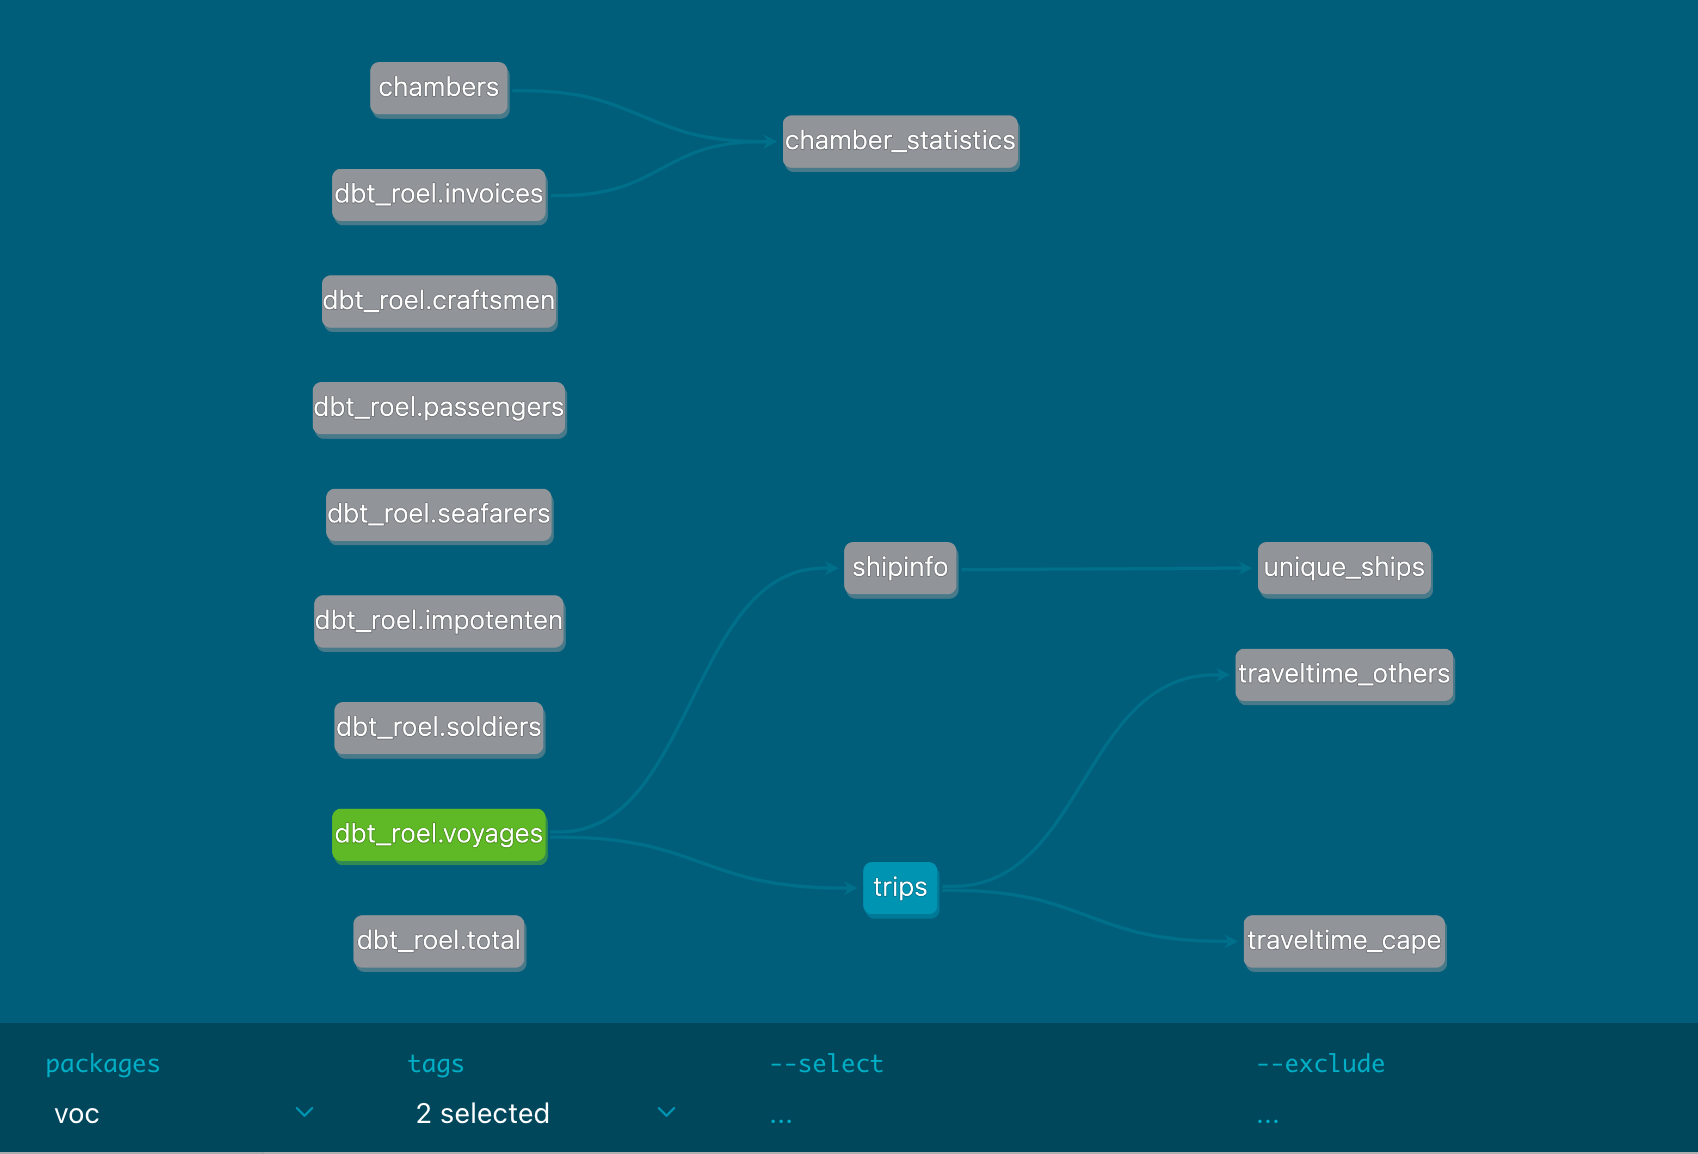 chambers
chamber_statistics
dbt_roel.invoices
dbt_roel.craftsmen
dbt_roel.passengers
dbt_roel.seafarers
shipinfo
unique_ships
dbt_roel.impotenten
traveltime_others
dbt_roel.soldiers
dbt_roel.voyages
trips
dbt_roel.total
traveltime_cape
packages
tags
--select
--exclude
voc
2 selected
...
...